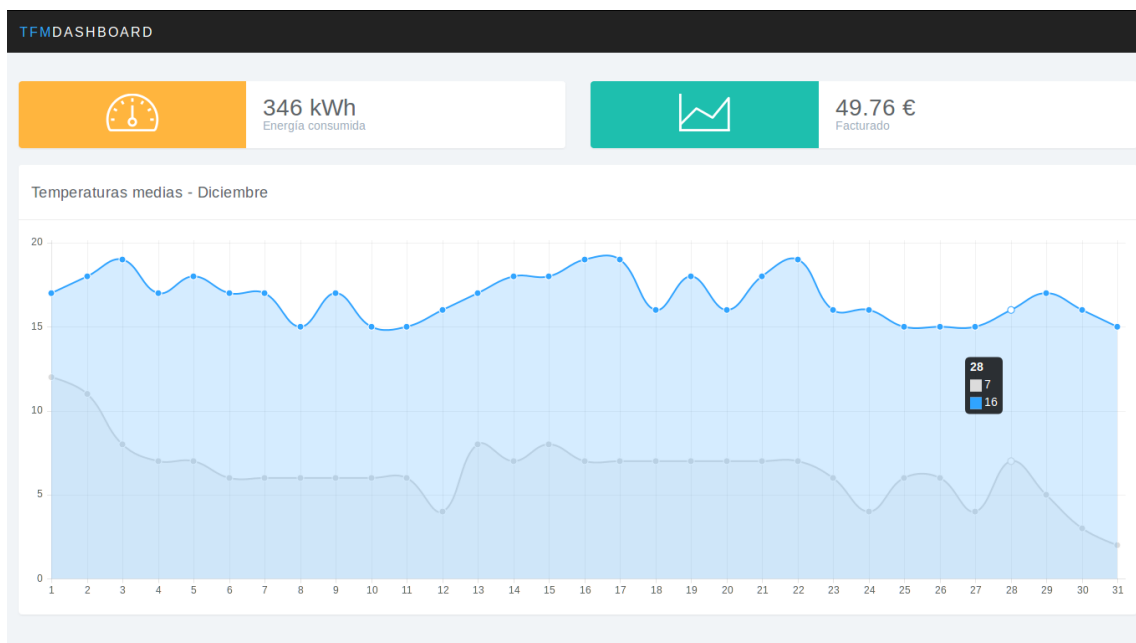 TFMDASHBOARD
346 kWh
Energía consumida
49.76 €
Facturado
Temperaturas medias - Diciembre
20
15
10
5
0
28
7
16
1 2 3 4 5 6 7 8 9 10 11 12 13 14 15 16 17 18 19 20 21 22 23 24 25 26 27 28 29 30 31